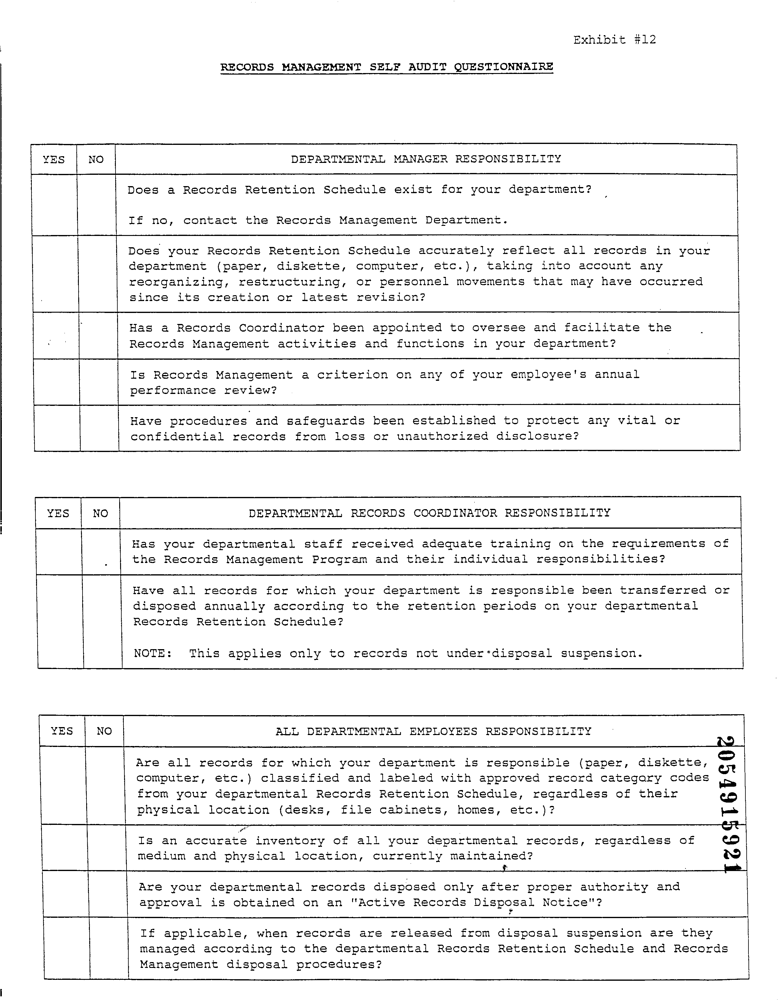 Exhibit #12
RECORDS MANAGEMENT SELF AUDIT QUESTIONNAIRE
YES NO DEPARTMENTAL MANAGER RESPONSIBILITY
Does a Records Retention Schedule exist for your department?
If no, contact the Records Management Department.
Does your Records Retention Schedule accurately reflect all records in your
department (paper, diskette, computer, etc.), taking into account any
reorganizing, restructuring, or personnel movements that may have occurred
since its creation or latest revision?
Has a Records Coordinator been appointed to oversee and facilitate the
Records Management activities and functions in your department?
Is Records Management a criterion on any of your employee's annual
performance review?
Have procedures and safeguards been established to protect any vital or
confidential records from loss or unauthorized disclosure?
YES NO DEPARTMENTAL RECORDS COORDINATOR RESPONSIBILITY
Has your departmental staff received adequate training on the requirements of
the Records Management Program and their individual responsibilities?
Have all records for which your department is responsible been transferred or
disposed annually according to the retention periods on your departmental
Records Retention Schedule?
NOTE: This applies only to records not under disposal suspension.
YES NO ALL DEPARTMENTAL EMPLOYEES RESPONSIBILITY
Are all records for which your department is responsible (paper, diskette,
computer, etc.) classified and labeled with approved record category codes
from your departmental Records Retention Schedule, regardless of their
physical location (desks, file cabinets, homes, etc.)?
Is an accurate inventory of all your departmental records, regardless of
medium and physical location, currently maintained?
Are your departmental records disposed only after proper authority and
approval is obtained on an "Active Records Disposal Notice"?
If applicable, when records are released from disposal suspension are they
managed according to the departmental Records Retention Schedule and Records
Management disposal procedures?
2054915921